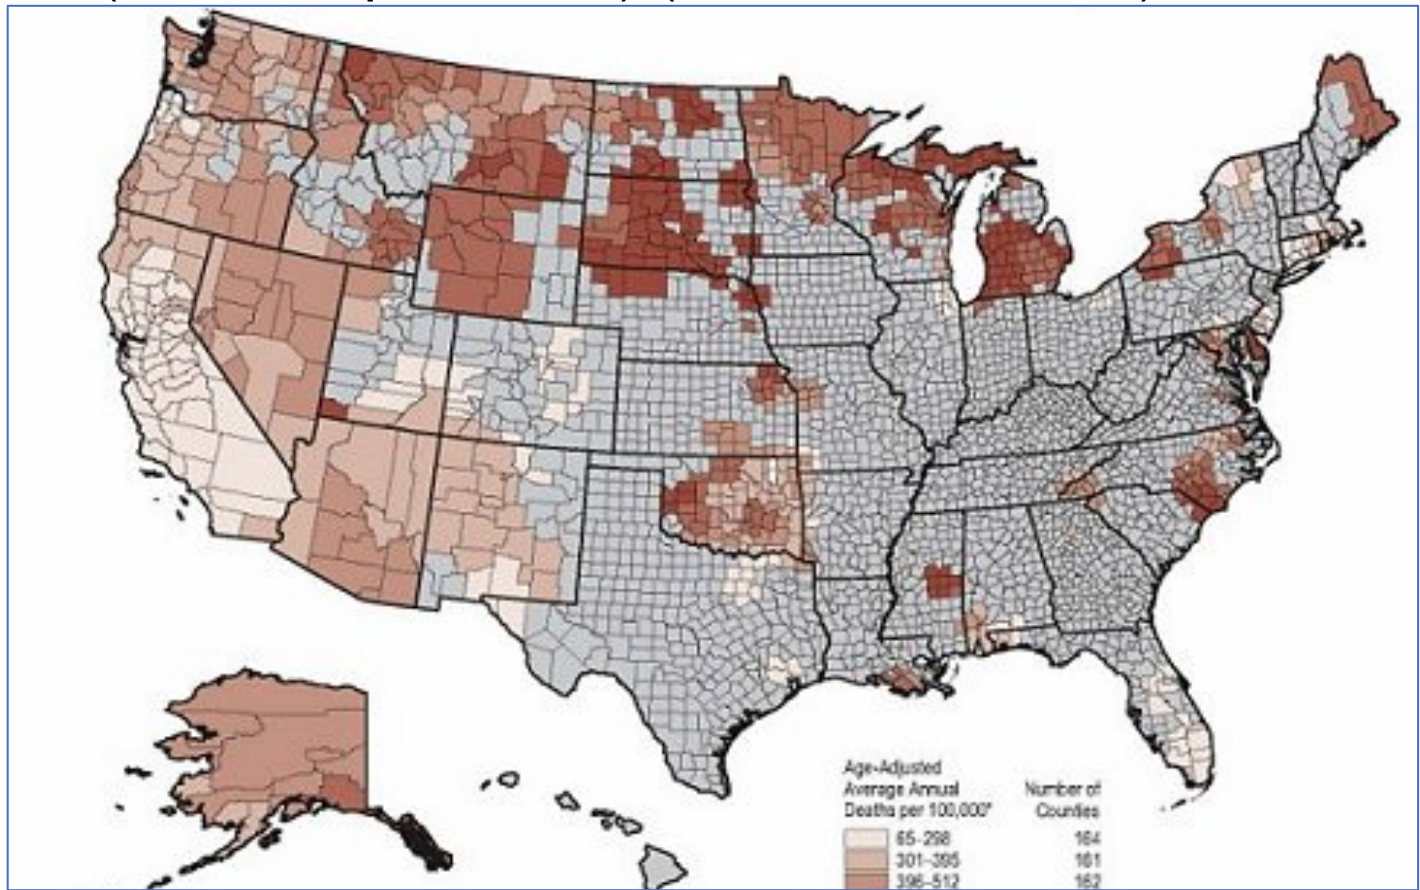 Age-Adjusted
Average Annual
Deaths per 100,000*
Number of
Counties
65-298 164
301-395 161
396-512 162